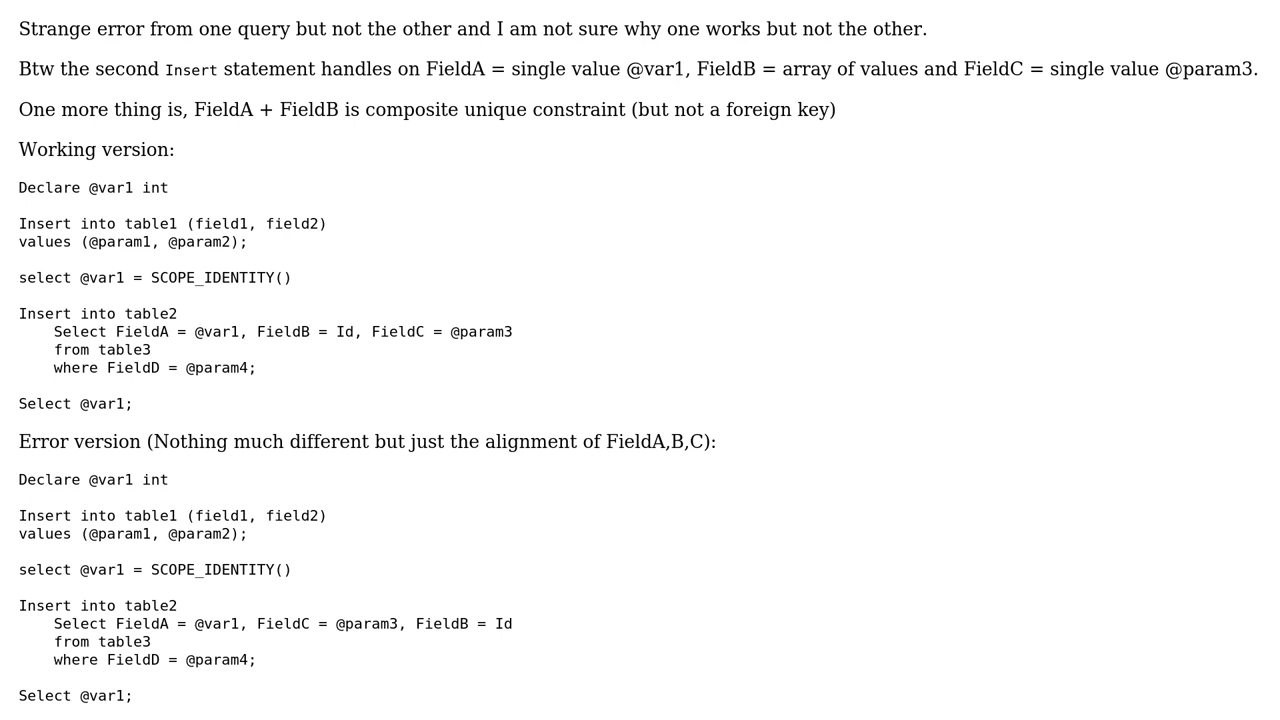 Strange error from one query but not the other and I am not sure why one works but not the other.
Btw the second Insert statement handles on FieldA = single value @var1, FieldB = array of values and FieldC = single value @param3.
One more thing is, FieldA + FieldB is composite unique constraint (but not a foreign key)
Working version:
Declare @var1 int
Insert into table1 (field1, field2)
values (@param1, @param2);
select @var1 = SCOPE_IDENTITY()
Insert into table2
    Select FieldA = @var1, FieldB = Id, FieldC = @param3
    from table3
    where FieldD = @param4;
Select @var1;
Error version (Nothing much different but just the alignment of FieldA,B,C):
Declare @var1 int
Insert into table1 (field1, field2)
values (@param1, @param2);
select @var1 = SCOPE_IDENTITY()
Insert into table2
    Select FieldA = @var1, FieldC = @param3, FieldB = Id
    from table3
    where FieldD = @param4;
Select @var1;